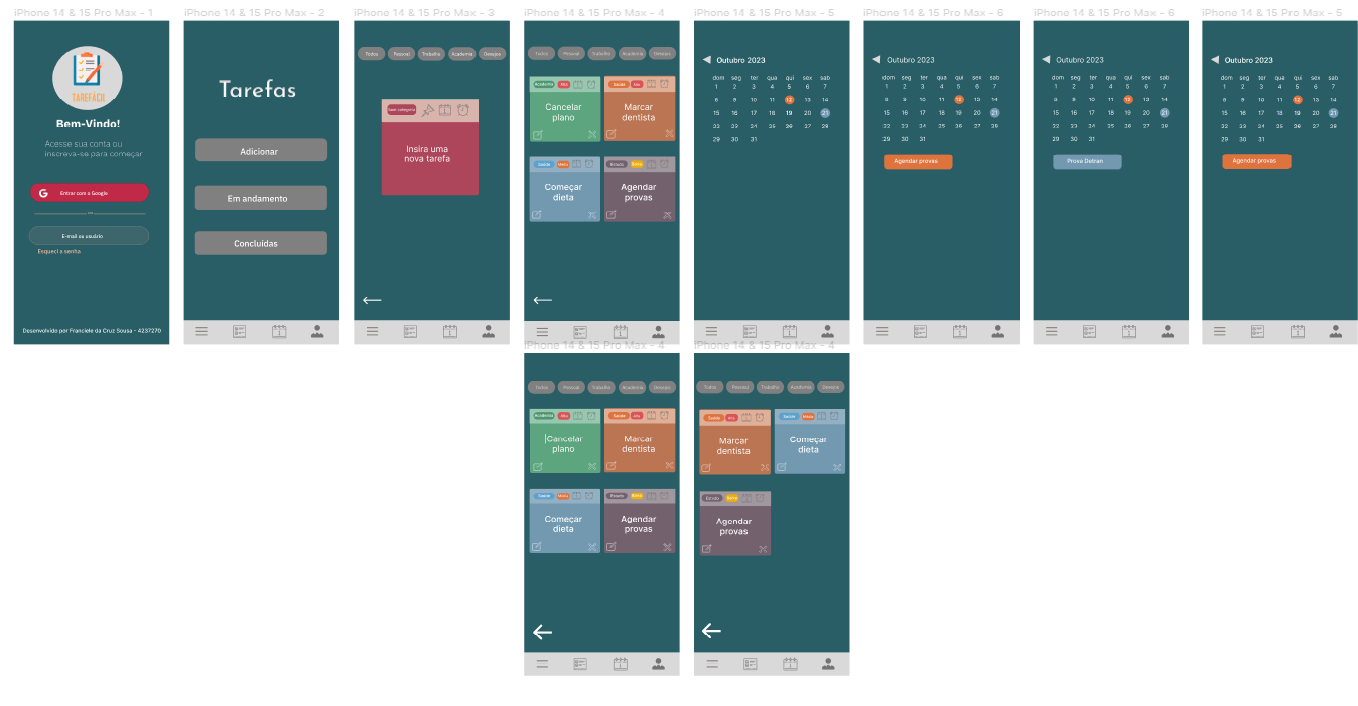 iPhone 14 & 15 Pro Max - 1
TAREFÁCIL
Bem-Vindo!
Acesse sua conta ou
inscreva-se para começar
G
Entrar com o Google
E-mail ou usuário
Esqueci a senha
Desenvolvido por Franciele da Cruz Sousa - 4237270
iPhone 14 & 15 Pro Max - 2
Tarefas
Adicionar
Em andamento
Concluídas
1
iPhone 14 & 15 Pro Max - 3
Todos Pessoal Trabalho Academia Desejos
Sem categoria
Insira uma
nova tarefa
1
iPhone 14 & 15 Pro Max - 4
Todos Pessoal Trabalho Academia Desejos
Academia Alta
Cancelar
plano
Saúde Alta
Marcar
dentista
Saúde Média
Começar
dieta
Estudo Baixa
Agendar
provas
1
iPhone 14 & 15 Pro Max - 5
Outubro 2023
dom seg ter qua qui sex sab
1 2 3 4 5 6 7
8 9 10 11 12 13 14
15 16 17 18 19 20 21
22 23 24 25 26 27 28
29 30 31
1
iPhone 14 & 15 Pro Max - 6
Outubro 2023
dom seg ter qua qui sex sab
1 2 3 4 5 6 7
8 9 10 11 12 13 14
15 16 17 18 19 20 21
22 23 24 25 26 27 28
29 30 31
Agendar provas
1
iPhone 14 & 15 Pro Max - 6
Outubro 2023
dom seg ter qua qui sex sab
1 2 3 4 5 6 7
8 9 10 11 12 13 14
15 16 17 18 19 20 21
22 23 24 25 26 27 28
29 30 31
Prova Detran
1
iPhone 14 & 15 Pro Max - 5
Outubro 2023
dom seg ter qua qui sex sab
1 2 3 4 5 6 7
8 9 10 11 12 13 14
15 16 17 18 19 20 21
22 23 24 25 26 27 28
29 30 31
Agendar provas
1
iPhone 14 & 15 Pro Max - 4
Todos Pessoal Trabalho Academia Desejos
Academia Alta
Cancelar
plano
Saúde Alta
Marcar
dentista
Saúde Média
Começar
dieta
Estudo Baixa
Agendar
provas
1
iPhone 14 & 15 Pro Max - 4
Todos Pessoal Trabalho Academia Desejos
Saúde Alta
Marcar
dentista
Saúde Média
Começar
dieta
Estudo Baixa
Agendar
provas
1